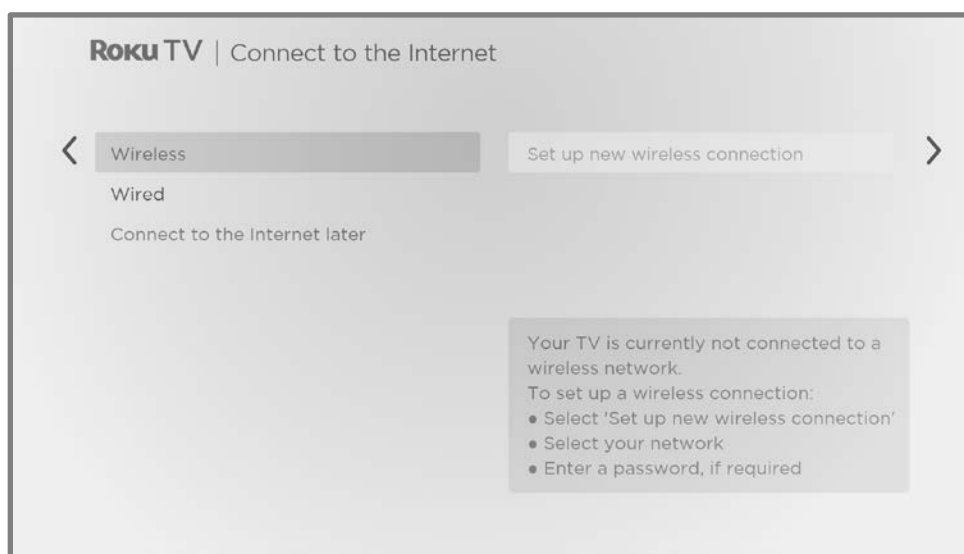 Roku TV | Connect to the Internet
Wireless
Set up new wireless connection
Wired
Connect to the Internet later
Your TV is currently not connected to a
wireless network.
To set up a wireless connection:
● Select 'Set up new wireless connection'
● Select your network
● Enter a password, if required